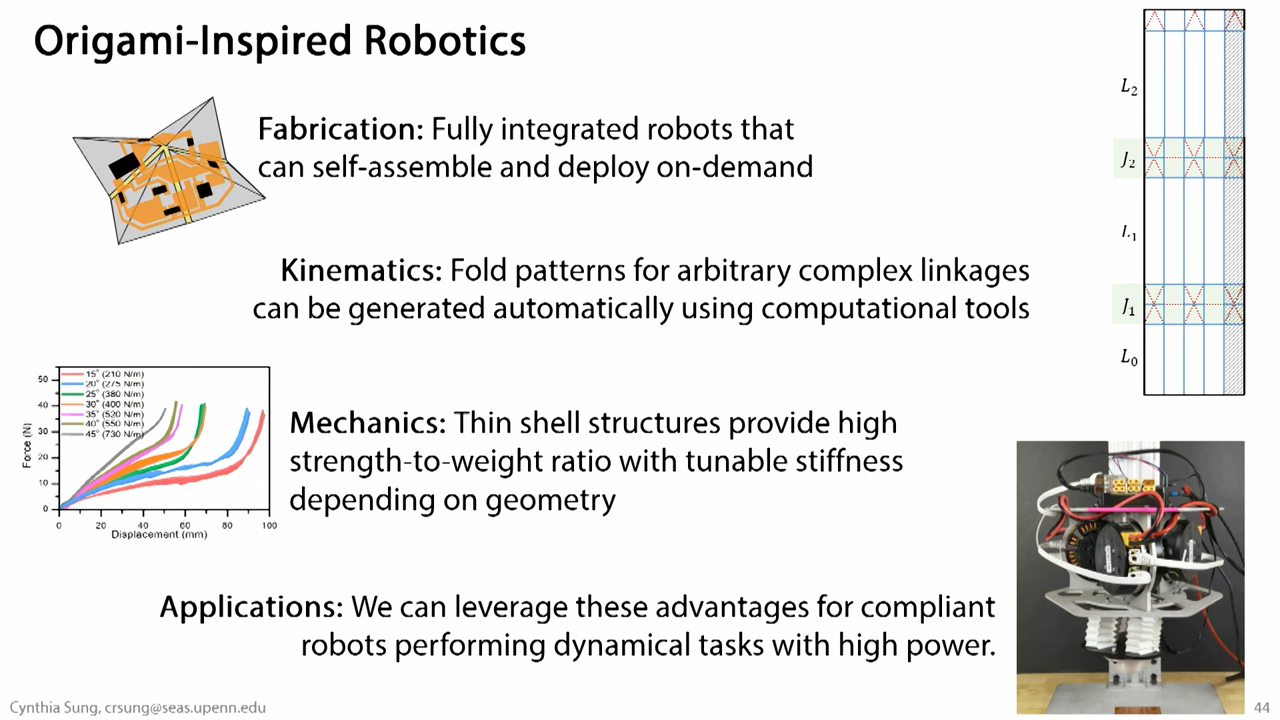 Origami-Inspired Robotics
Fabrication: Fully integrated robots that
can self-assemble and deploy on-demand
Kinematics: Fold patterns for arbitrary complex linkages
can be generated automatically using computational tools
L2
J2
L1
J1
L0
15° (210 N/m)
20° (275 N/m)
25° (380 N/m)
30° (400 N/m)
35° (520 N/m)
40° (550 N/m)
45° (730 N/m)
50
40
30
20
10
0
Force (N)
0 20 40 60 80 100
Displacement (mm)
Mechanics: Thin shell structures provide high
strength-to-weight ratio with tunable stiffness
depending on geometry
Applications: We can leverage these advantages for compliant
robots performing dynamical tasks with high power.
Cynthia Sung, crsung@seas.upenn.edu
44